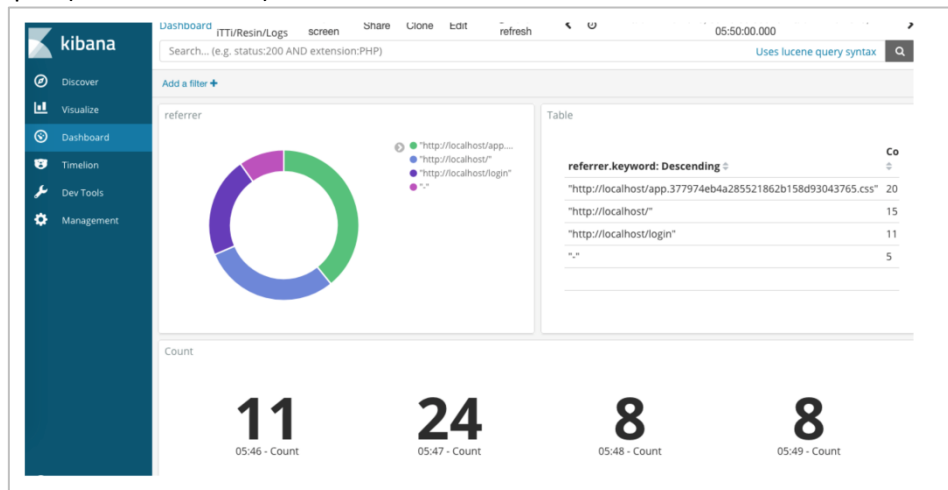 Dashboard iTTi/Resin/Logs screen Share Clone Edit refresh 05:50:00.000
kibana
Search... (e.g. status:200 AND extension:PHP) Uses lucene query syntax
Add a filter +
Discover
Visualize
Dashboard
Timelion
Dev Tools
Management
referrer
"http://localhost/app....
"http://localhost/"
"http://localhost/login"
"-"
Table
referrer.keyword: Descending Co
"http://localhost/app.377974eb4a285521862b158d93043765.css" 20
"http://localhost/" 15
"http://localhost/login" 11
"-" 5
Count
11 24 8 8
05:46 - Count 05:47 - Count 05:48 - Count 05:49 - Count